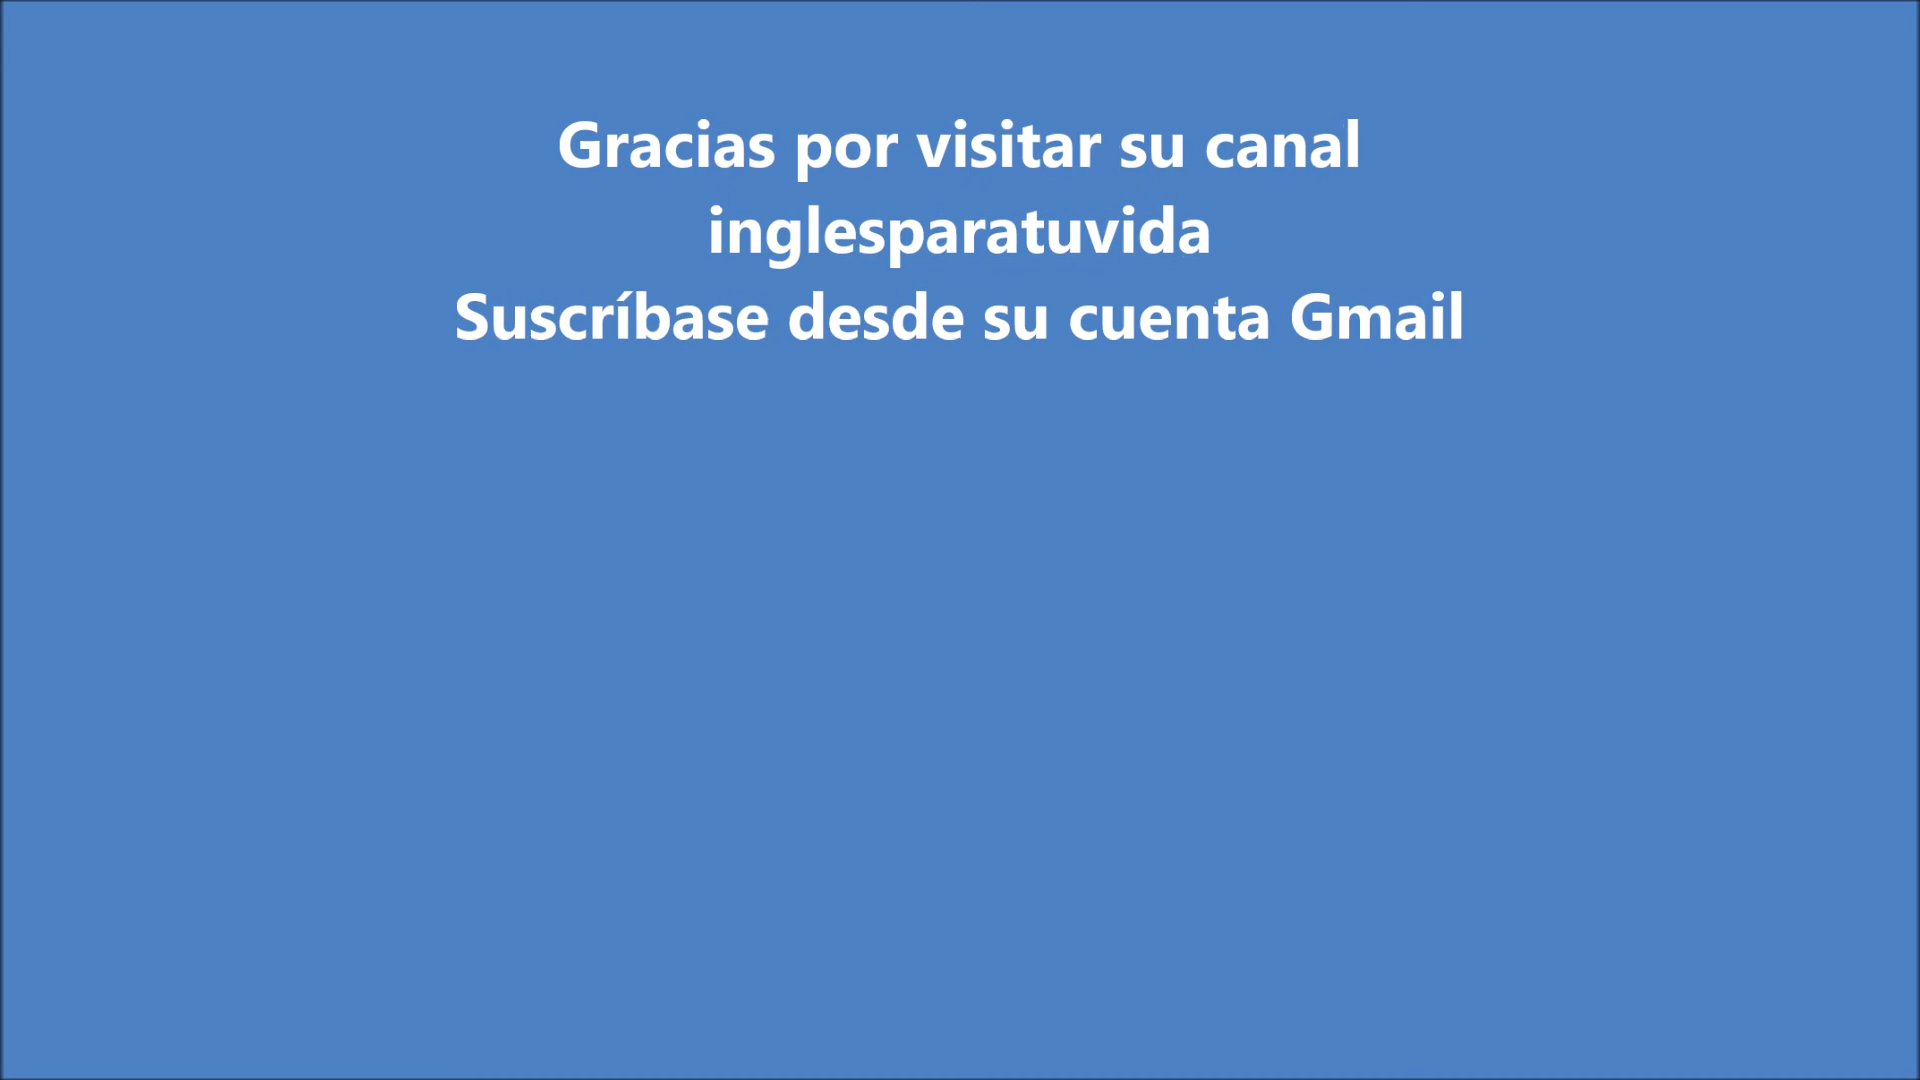 Gracias por visitar su canal
inglesparatuvida
Suscríbase desde su cuenta Gmail